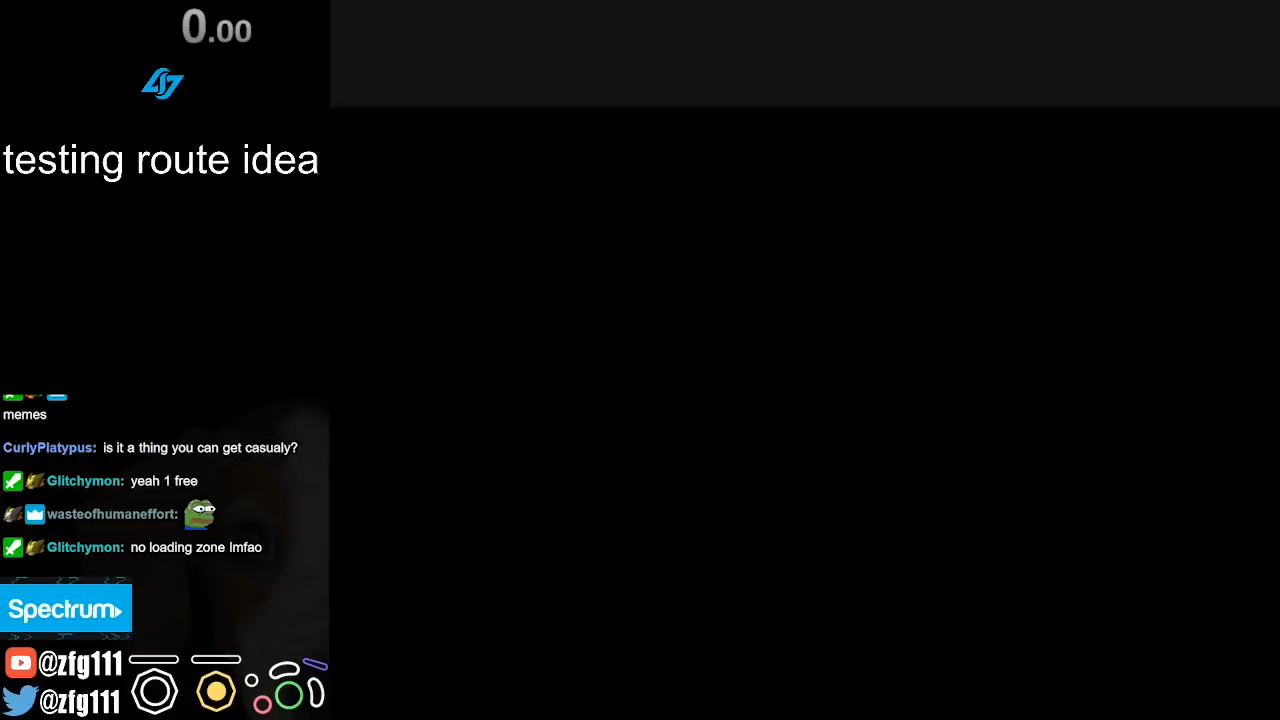 0.00
testing route idea
memes
CurlyPlatypus: is it a thing you can get casualy?
Glitchymon: yeah 1 free
wasteofhumaneffort:
Glitchymon: no loading zone lmfao
Spectrum
@zfg111
@zfg111